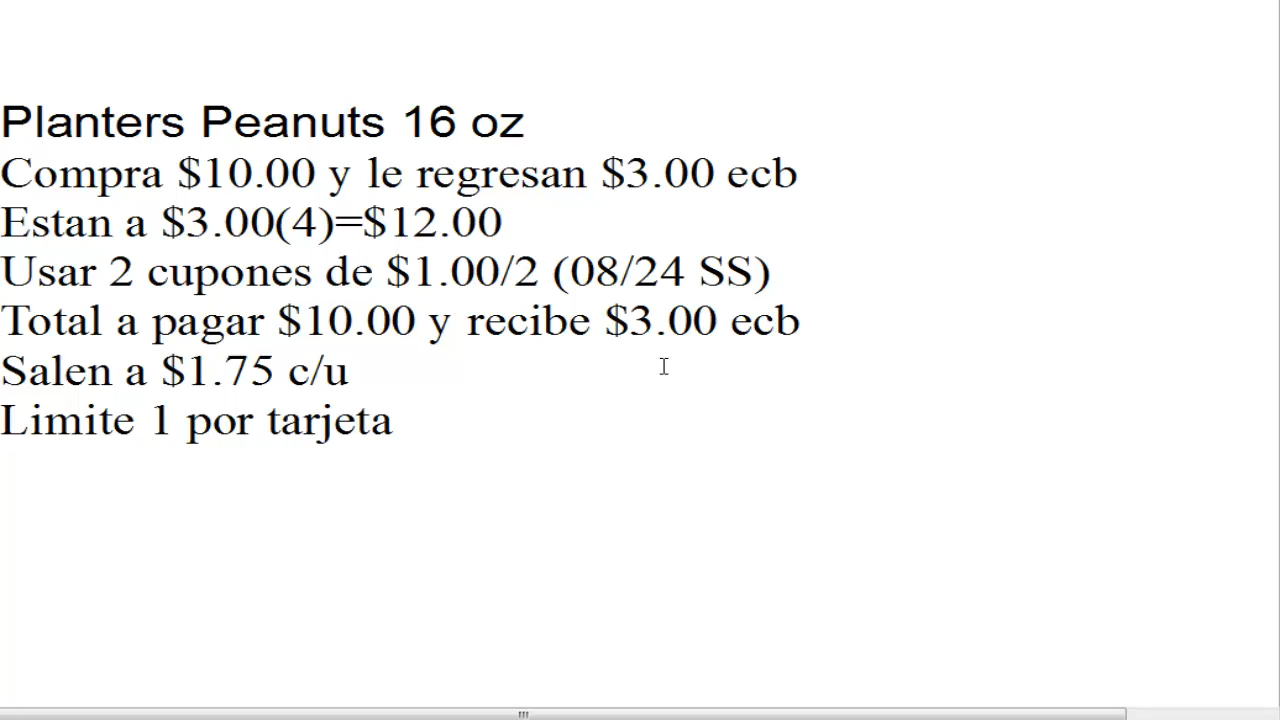 Planters Peanuts 16 oz
Compra $10.00 y le regresan $3.00 ecb
Estan a $3.00(4)=$12.00
Usar 2 cupones de $1.00/2 (08/24 SS)
Total a pagar $10.00 y recibe $3.00 ecb
Salen a $1.75 c/u
Limite 1 por tarjeta